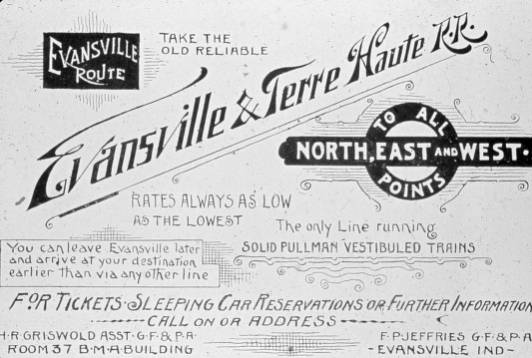 EVANSVILLE
ROUTE
TAKE THE
OLD RELIABLE
Evansville & Terre Haute R.R.
TO ALL
NORTH, EAST AND WEST.
POINTS
RATES ALWAYS AS LOW
AS THE LOWEST
The only Line running
SOLID PULLMAN VESTIBULED TRAINS
You can leave Evansville later
and arrive at your destination
earlier than via any other line
FOR TICKETS · SLEEPING CAR RESERVATIONS OR FURTHER INFORMATION
CALL ON OR ADDRESS
H·R·GRISWOLD ASST·G·F·& P·A·
ROOM 37 B·M·A·BUILDING
F.P.JEFFRIES G·F·& P·A
- EVANSVILLE IND -